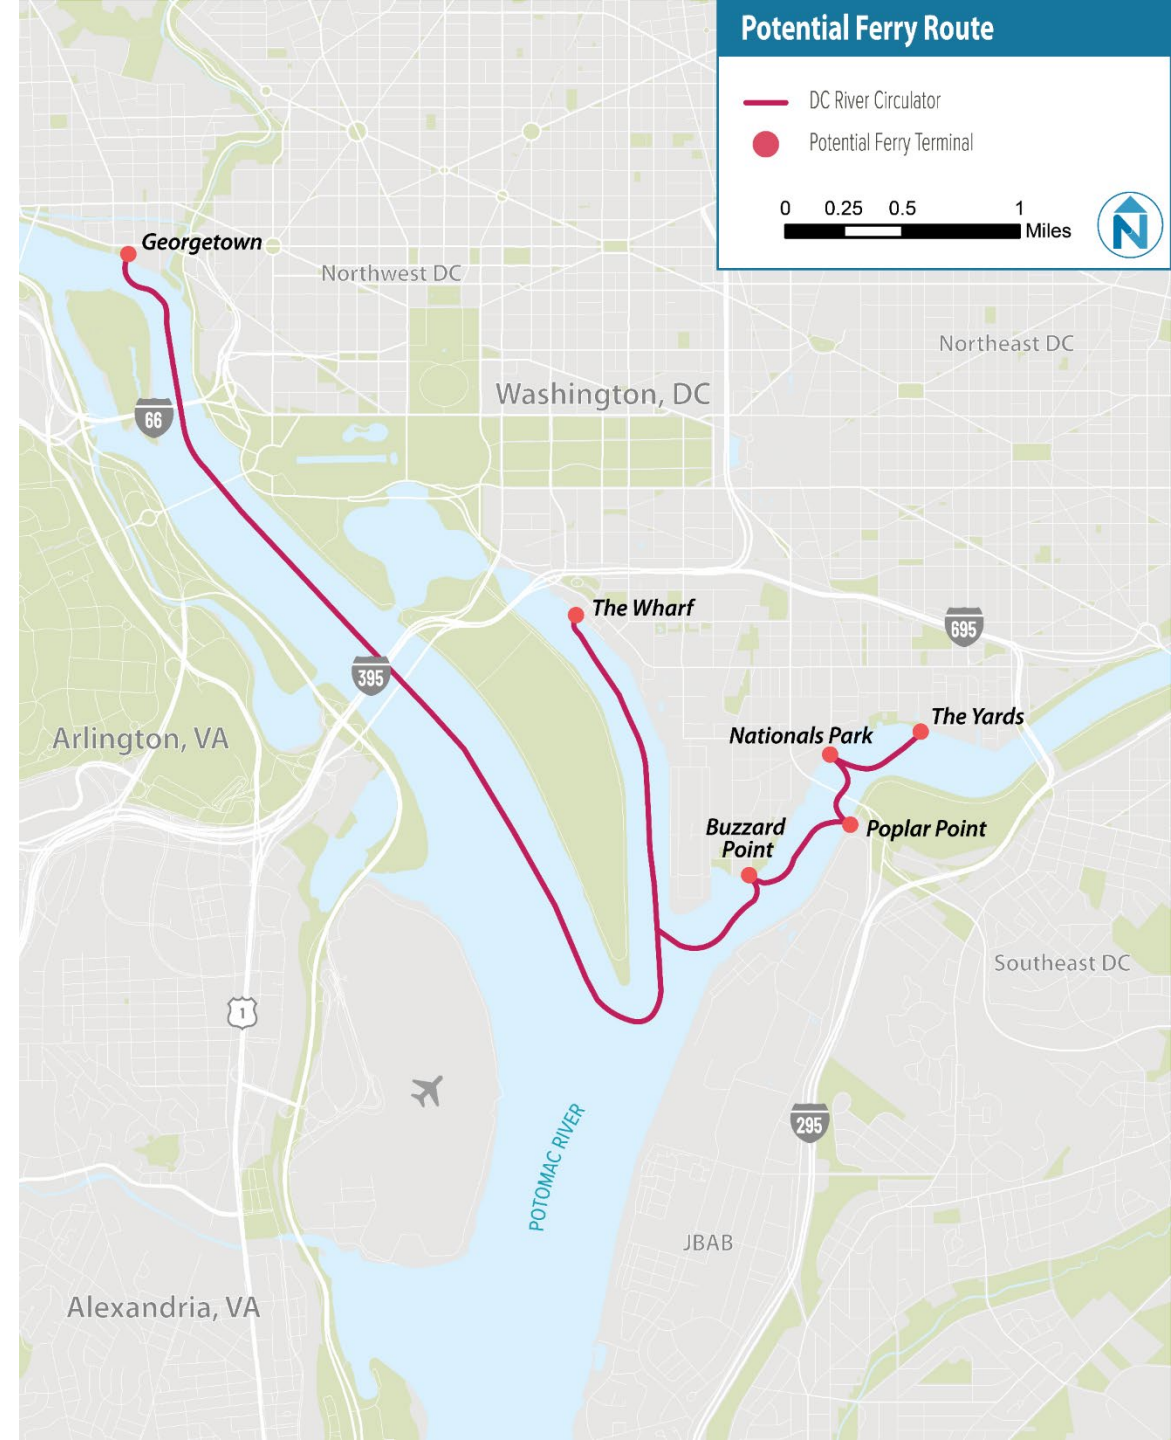 Potential Ferry Route
DC River Circulator
Potential Ferry Terminal
0 0.25 0.5 1
Miles
N
Georgetown
Northwest DC
Northeast DC
Washington, DC
66
The Wharf
695
395
The Yards
Arlington, VA
Nationals Park
Buzzard
Point
Poplar Point
Southeast DC
1
295
POTOMAC RIVER
JBAB
Alexandria, VA